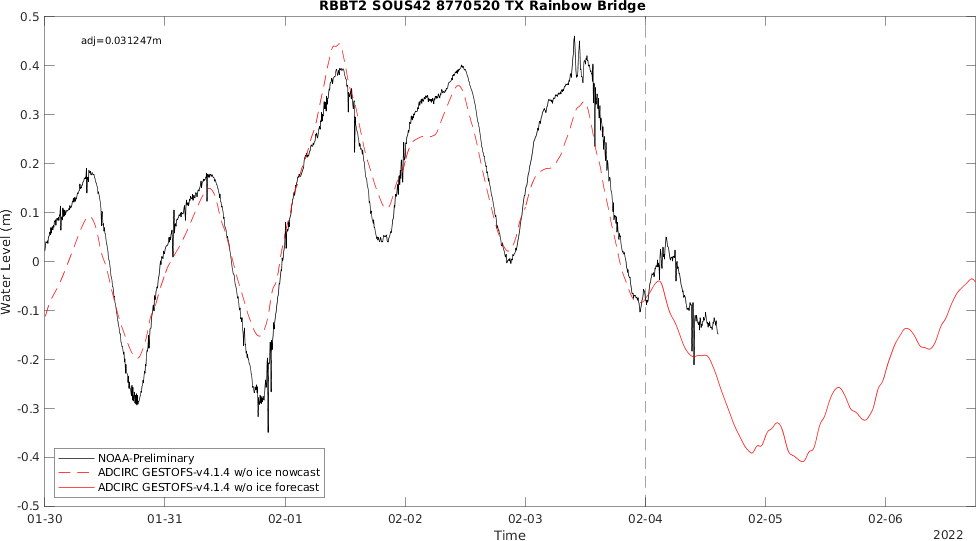 RBBT2 SOUS42 8770520 TX Rainbow Bridge
adj=0.031247m
0.5
0.4
0.3
0.2
0.1
0
-0.1
-0.2
-0.3
-0.4
-0.5
Water Level (m)
NOAA-Preliminary
ADCIRC GESTOFS-v4.1.4 w/o ice nowcast
ADCIRC GESTOFS-v4.1.4 w/o ice forecast
01-30 01-31 02-01 02-02 02-03 02-04 02-05 02-06
Time
2022